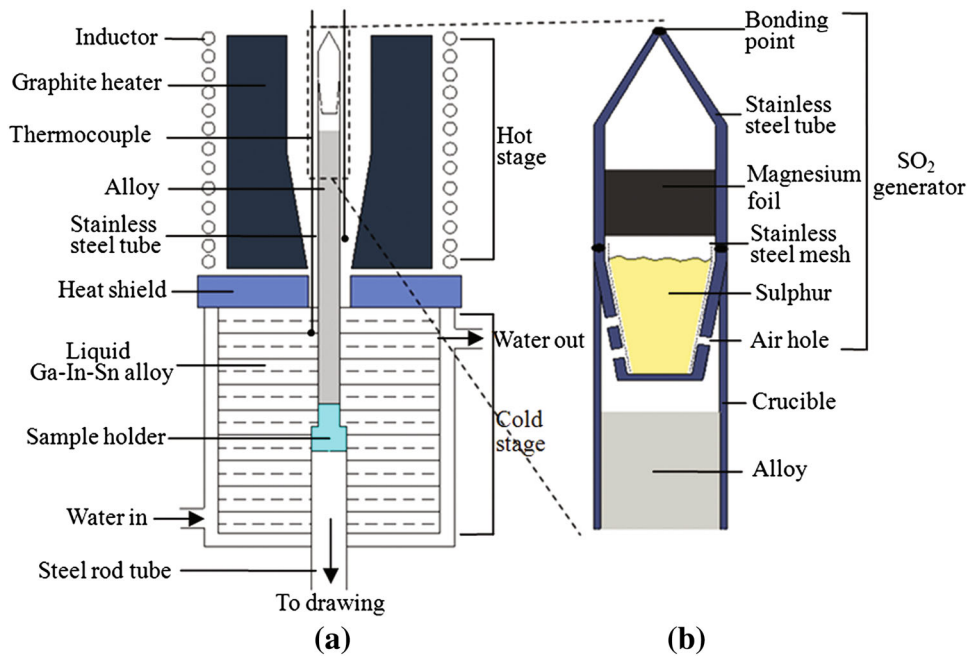 Inductor
Graphite heater
Thermocouple
Alloy
Stainless
steel tube
Heat shield
Liquid
Ga-In-Sn alloy
Sample holder
Water in
Steel rod tube
To drawing
Hot
stage
Water out
Cold
stage
(a)
Bonding
point
Stainless
steel tube
Magnesium
foil
Stainless
steel mesh
Sulphur
Air hole
Crucible
Alloy
SO2
generator
(b)